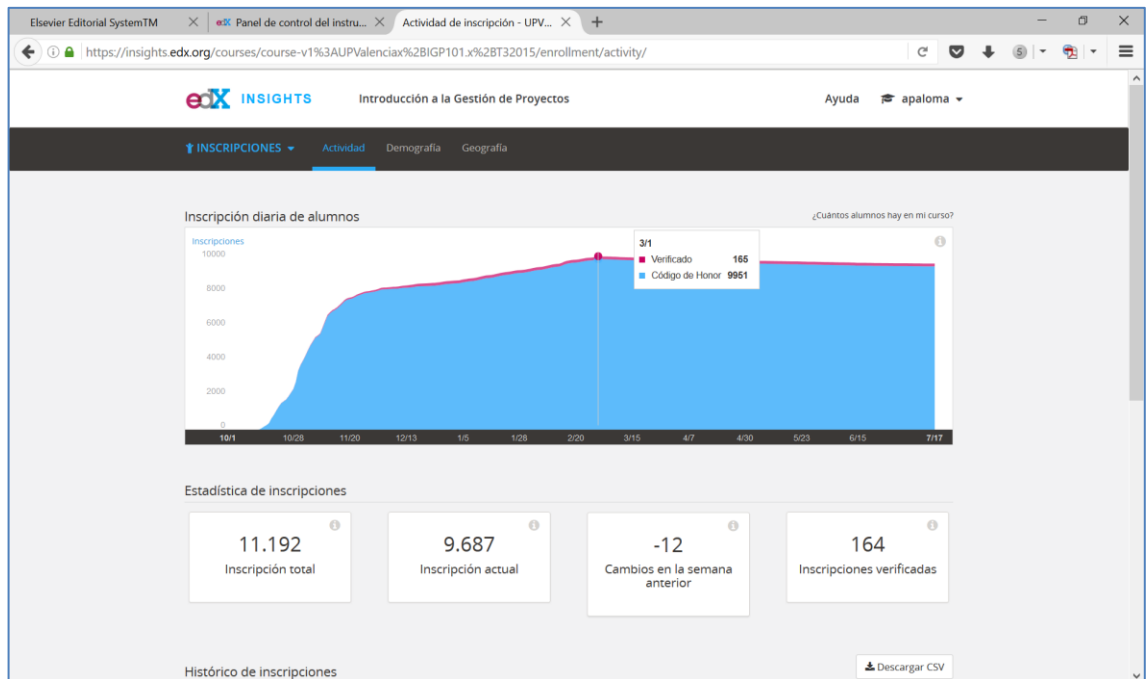 Elsevier Editorial SystemTM
edX Panel de control del instru...
Actividad de inscripción - UPV...
https://insights.edx.org/courses/course-v1%3AUPValenciax%2BIGP101.x%2BT32015/enrollment/activity/
S
edX INSIGHTS Introducción a la Gestión de Proyectos Ayuda apaloma
INSCRIPCIONES Actividad Demografía Geografía
Inscripción diaria de alumnos ¿Cuántos alumnos hay en mi curso?
Inscripciones
10000
8000
6000
4000
2000
0
3/1
Verificado 165
Código de Honor 9951
10/1 10/28 11/20 12/13 1/5 1/28 2/20 3/15 4/7 4/30 5/23 6/15 7/17
Estadística de inscripciones
11.192
Inscripción total
9.687
Inscripción actual
-12
Cambios en la semana
anterior
164
Inscripciones verificadas
Histórico de inscripciones Descargar CSV